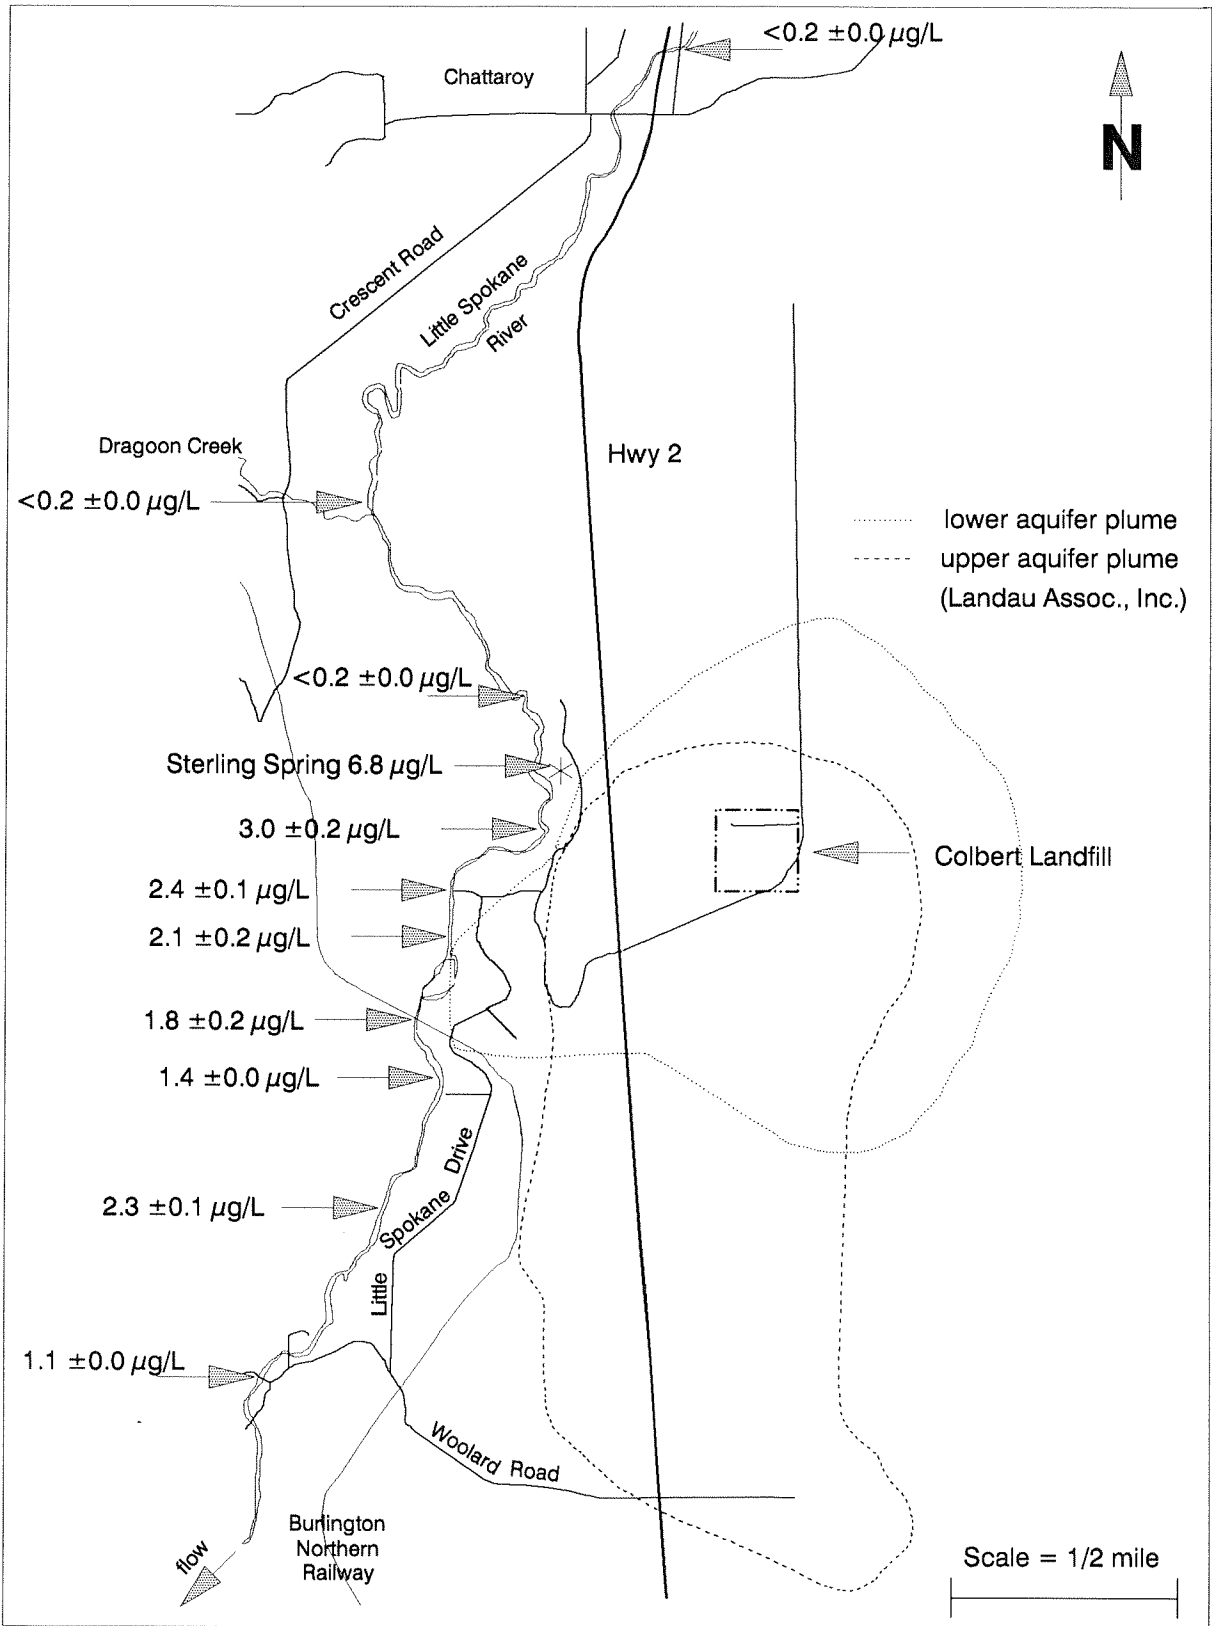 <0.2 ±0.0 µg/L
Chattaroy
N
Crescent Road
Little Spokane
River
Dragoon Creek
Hwy 2
<0.2 ±0.0 µg/L
lower aquifer plume
upper aquifer plume
(Landau Assoc., Inc.)
<0.2 ±0.0 µg/L
Sterling Spring 6.8 µg/L
3.0 ±0.2 µg/L
Colbert Landfill
2.4 ±0.1 µg/L
2.1 ±0.2 µg/L
1.8 ±0.2 µg/L
1.4 ±0.0 µg/L
2.3 ±0.1 µg/L
Little Spokane Drive
1.1 ±0.0 µg/L
Woolard Road
Burlington
Northern
Railway
flow
Scale = 1/2 mile